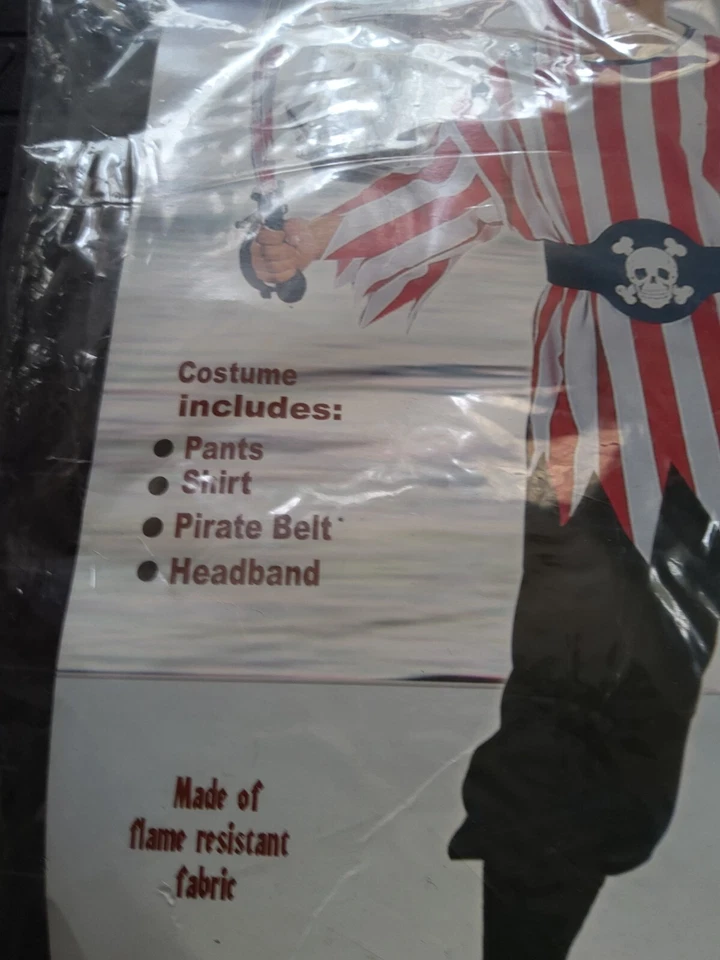 Costume
includes:
Pants
Shirt
Pirate Belt
Headband
Made of
flame resistant
fabric